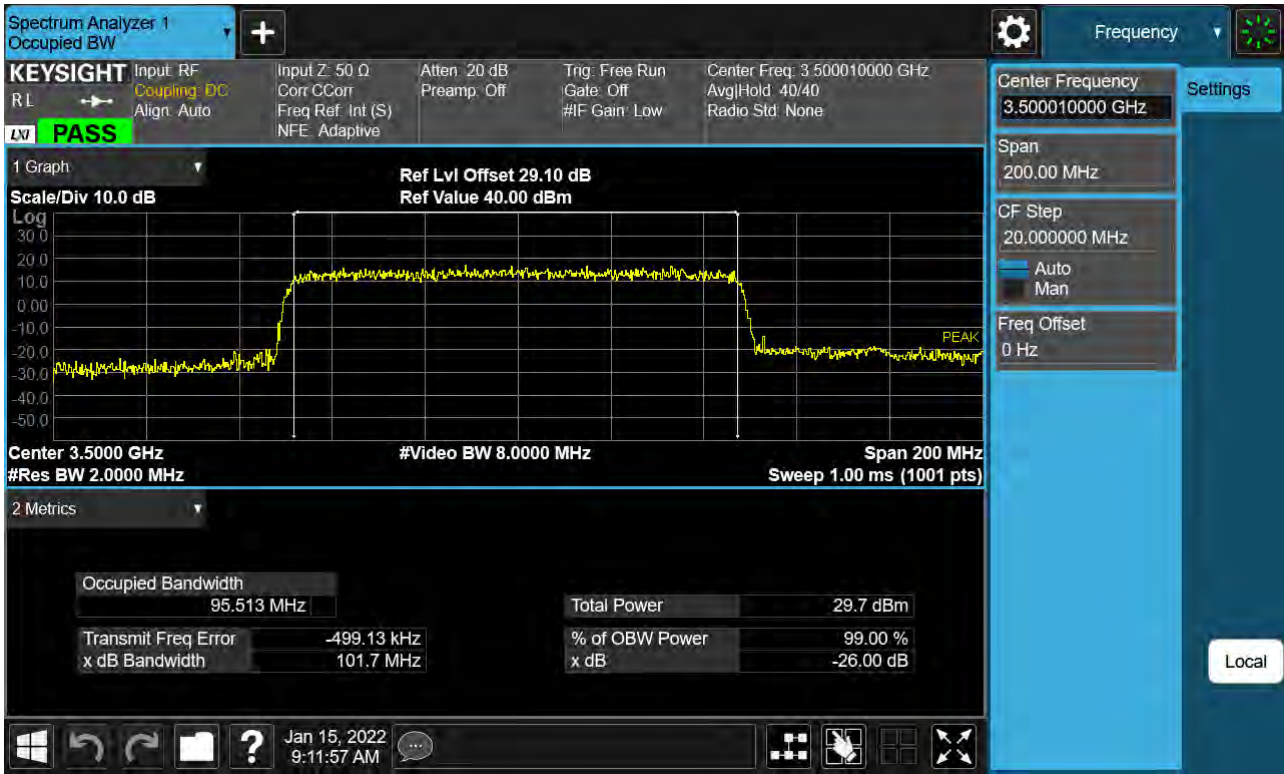 Spectrum Analyzer 1
Occupied BW
Frequency
KEYSIGHT
RL
LXI PASS
Input: RF
Coupling: DC
Align: Auto
Input Z: 50 Ω
Corr CCorr
Freq Ref: Int (S)
NFE: Adaptive
Atten: 20 dB
Preamp: Off
Trig: Free Run
Gate: Off
#IF Gain: Low
Center Freq: 3.500010000 GHz
Avg|Hold: 40/40
Radio Std: None
Center Frequency
3.500010000 GHz
Settings
Span
200.00 MHz
CF Step
20.000000 MHz
Auto
Man
Freq Offset
0 Hz
Local
1 Graph
Scale/Div 10.0 dB
Ref Lvl Offset 29.10 dB
Ref Value 40.00 dBm
Log
30.0
20.0
10.0
0.00
-10.0
-20.0
-30.0
-40.0
-50.0
PEAK
Center 3.5000 GHz
#Video BW 8.0000 MHz
Span 200 MHz
#Res BW 2.0000 MHz
Sweep 1.00 ms (1001 pts)
2 Metrics
Occupied Bandwidth
95.513 MHz
Total Power 29.7 dBm
Transmit Freq Error -499.13 kHz
% of OBW Power 99.00 %
x dB Bandwidth 101.7 MHz
x dB -26.00 dB
?
Jan 15, 2022
9:11:57 AM